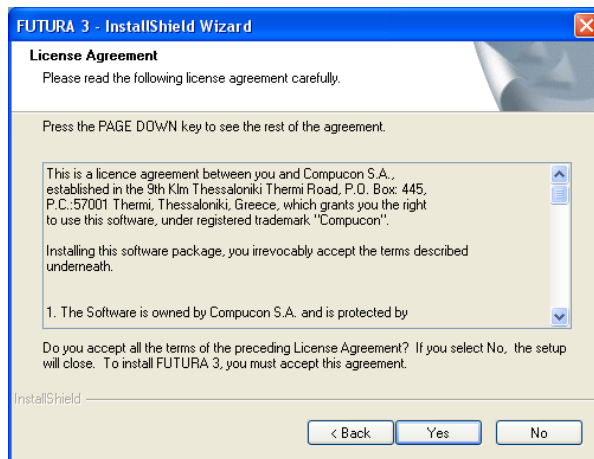 FUTURA 3 - InstallShield Wizard
License Agreement
Please read the following license agreement carefully.
Press the PAGE DOWN key to see the rest of the agreement.
This is a licence agreement between you and Compucon S.A.,
established in the 9th Klm Thessaloniki Thermi Road, P.O. Box: 445,
P.C.:57001 Thermi, Thessaloniki, Greece, which grants you the right
to use this software, under registered trademark "Compucon".
Installing this software package, you irrevocably accept the terms described
underneath.
1. The Software is owned by Compucon S.A. and is protected by
Do you accept all the terms of the preceding License Agreement? If you select No, the setup
will close. To install FUTURA 3, you must accept this agreement.
InstallShield
< Back Yes No